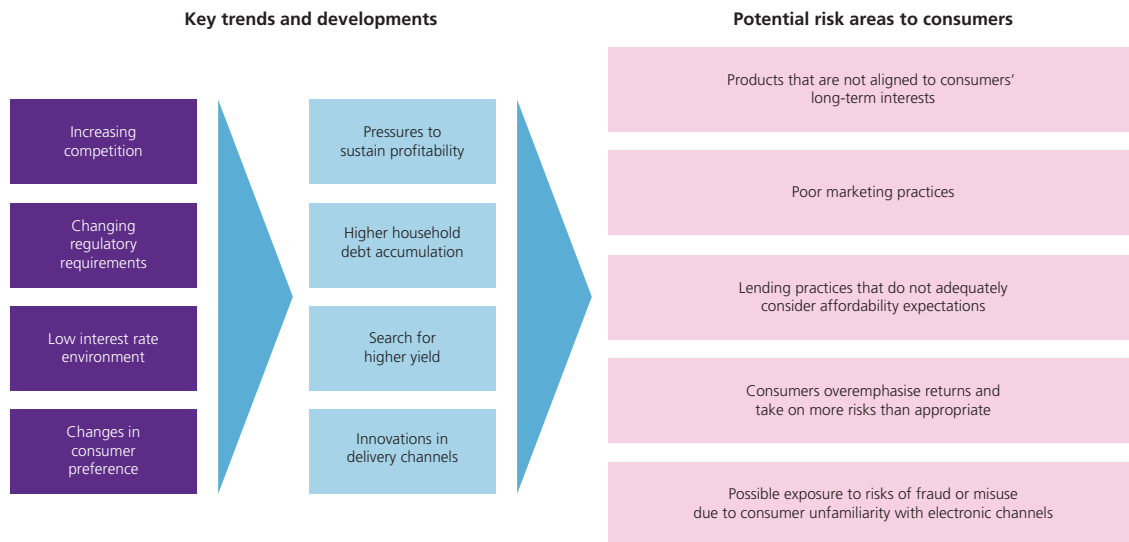 Key trends and developments
Potential risk areas to consumers
Increasing
competition
Changing
regulatory
requirements
Low interest rate
environment
Changes in
consumer
preference
Pressures to
sustain profitability
Higher household
debt accumulation
Search for
higher yield
Innovations in
delivery channels
Products that are not aligned to consumers’
long-term interests
Poor marketing practices
Lending practices that do not adequately
consider affordability expectations
Consumers overemphasise returns and
take on more risks than appropriate
Possible exposure to risks of fraud or misuse
due to consumer unfamiliarity with electronic channels